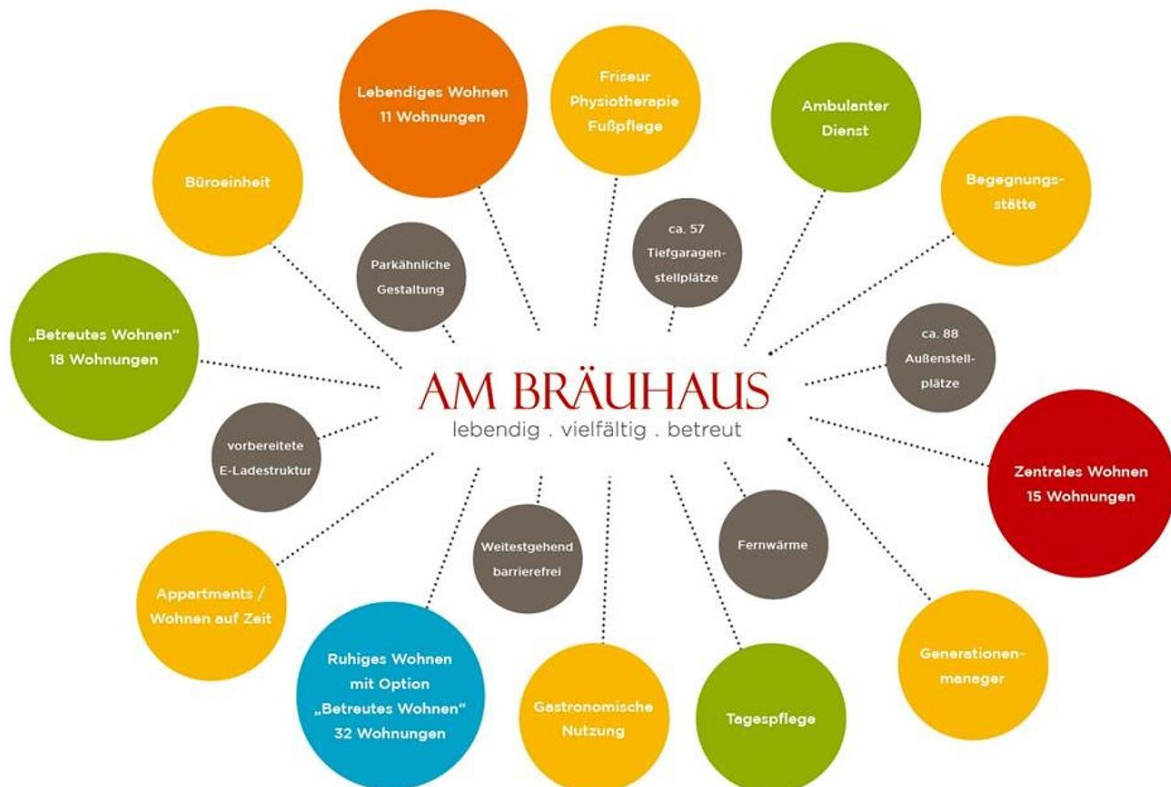 Lebendiges Wohnen
11 Wohnungen
Friseur
Physiotherapie
Fußpflege
Ambulanter
Dienst
Büroeinheit
Begegnungs-
stätte
Parkähnliche
Gestaltung
ca. 57
Tiefgaragen-
stellplätze
„Betreutes Wohnen“
18 Wohnungen
ca. 88
Außenstell-
plätze
AM BRÄUHAUS
lebendig . vielfältig . betreut
vorbereitete
E-Ladestruktur
Zentrales Wohnen
15 Wohnungen
Weitestgehend
barrierefrei
Fernwärme
Appartments /
Wohnen auf Zeit
Ruhiges Wohnen
mit Option
„Betreutes Wohnen“
32 Wohnungen
Gastronomische
Nutzung
Tagespflege
Generationen-
manager